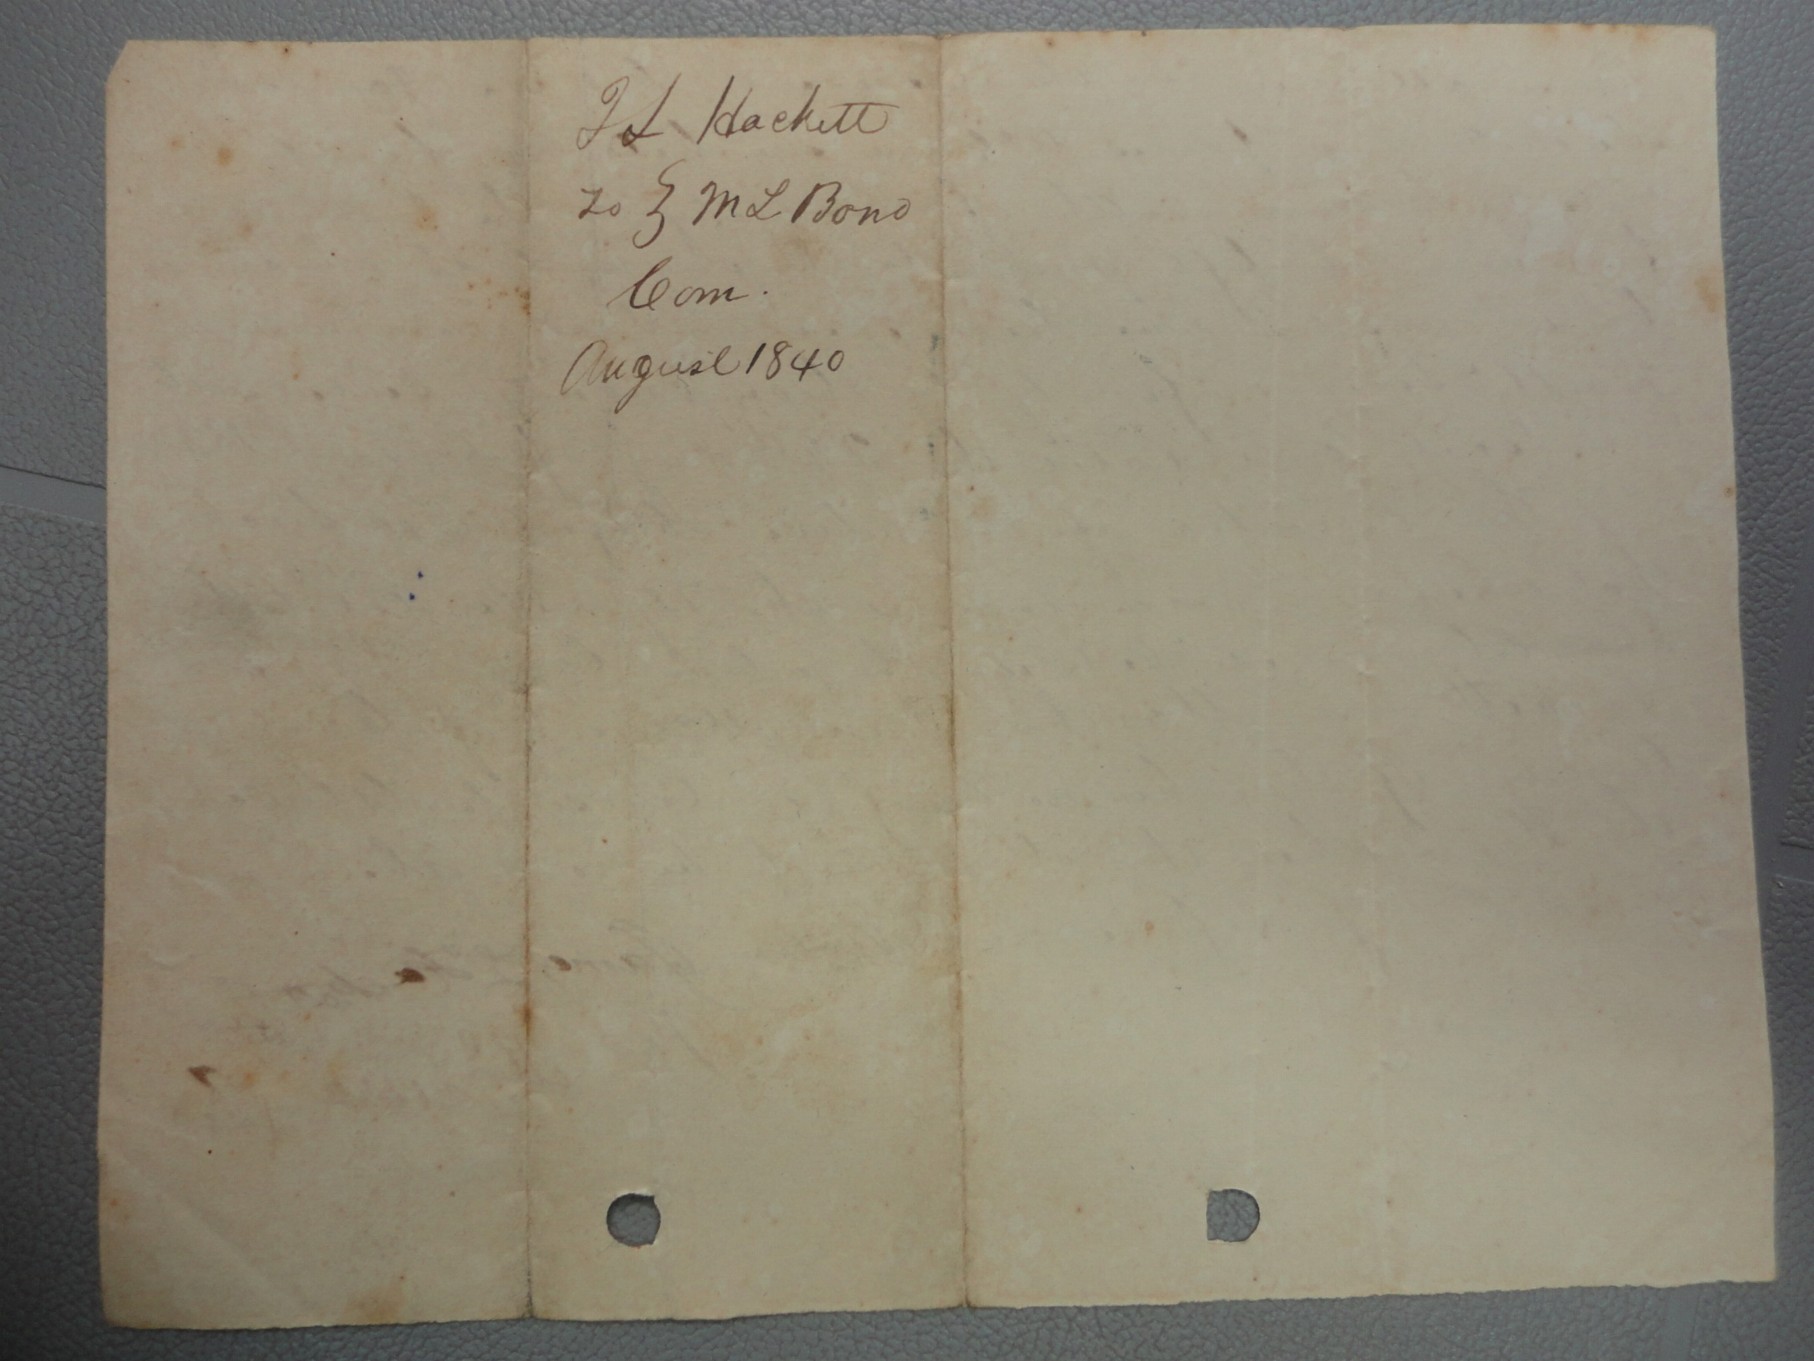 T L Hackett
To } M L Bond
Com.
August 1840